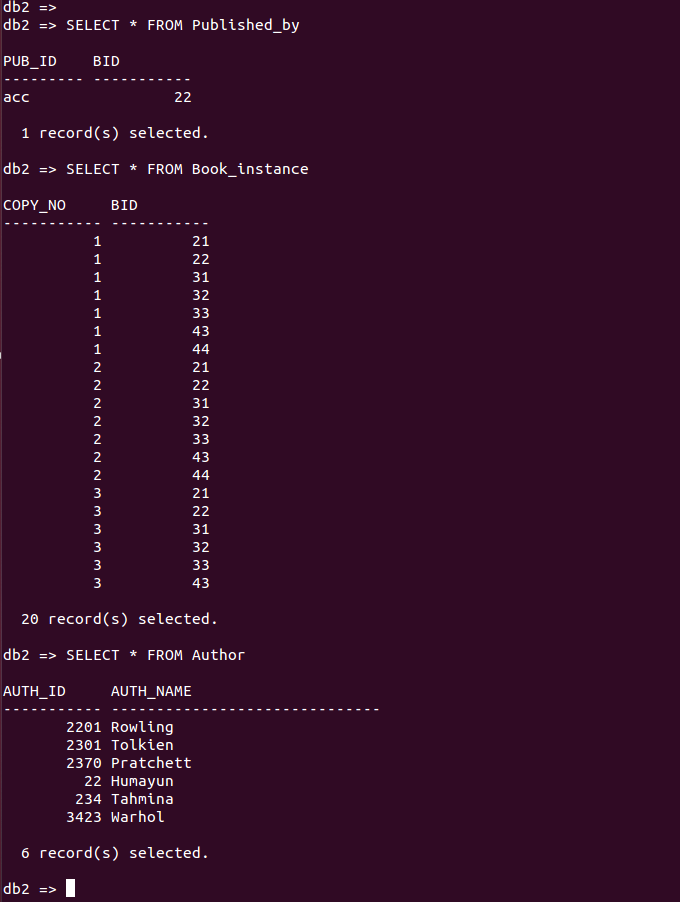 db2 =>
db2 => SELECT * FROM Published_by
PUB_ID    BID
--------- -----------
acc                22
  1 record(s) selected.
db2 => SELECT * FROM Book_instance
COPY_NO     BID
----------- -----------
          1          21
          1          22
          1          31
          1          32
          1          33
          1          43
          1          44
          2          21
          2          22
          2          31
          2          32
          2          33
          2          43
          2          44
          3          21
          3          22
          3          31
          3          32
          3          33
          3          43
  20 record(s) selected.
db2 => SELECT * FROM Author
AUTH_ID     AUTH_NAME
----------- ------------------------------
       2201 Rowling
       2301 Tolkien
       2370 Pratchett
         22 Humayun
        234 Tahmina
       3423 Warhol
  6 record(s) selected.
db2 =>